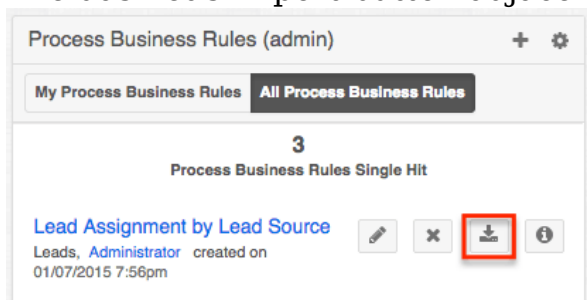 Process Business Rules (admin)
My Process Business Rules All Process Business Rules
3
Process Business Rules Single Hit
Lead Assignment by Lead Source
Leads, Administrator created on
01/07/2015 7:56pm